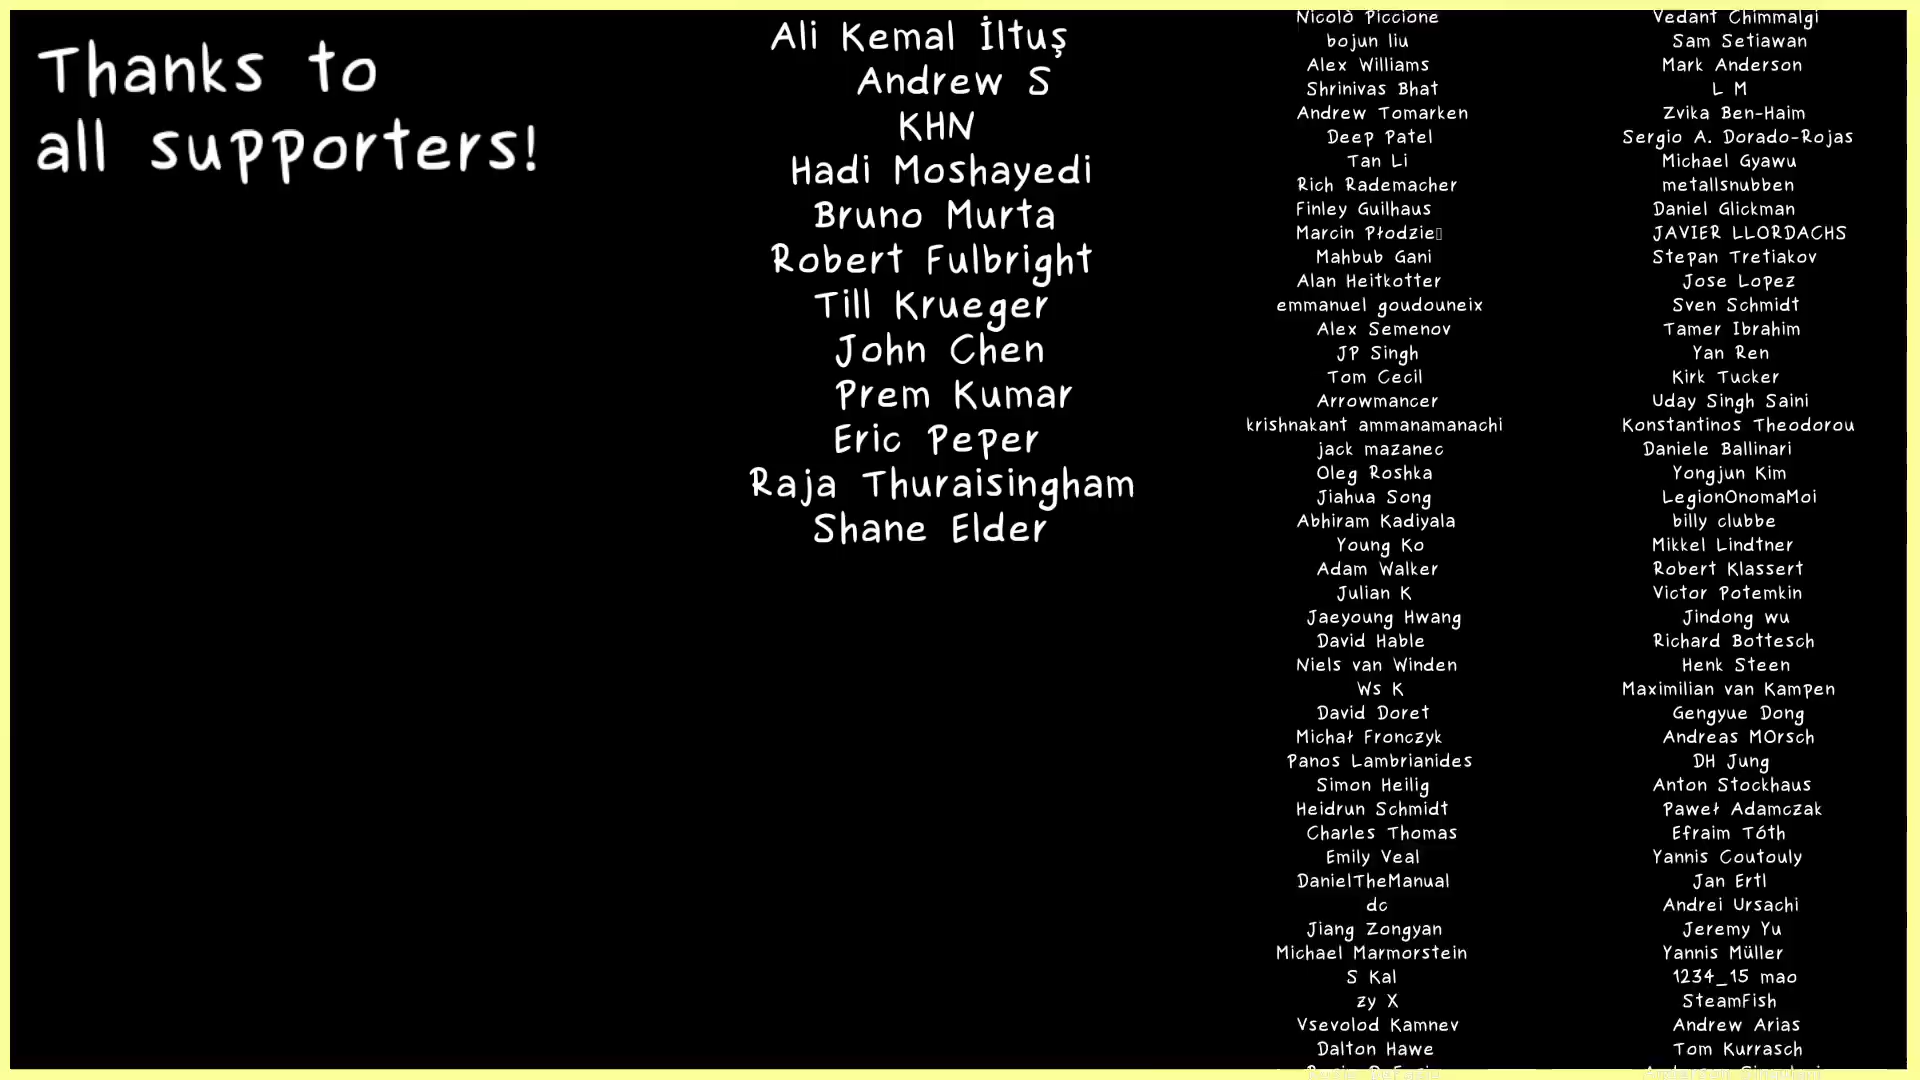 Thanks to
all supporters!
Ali Kemal İltuş
Andrew S
KHN
Hadi Moshayedi
Bruno Murta
Robert Fulbright
Till Krueger
John Chen
Prem Kumar
Eric Peper
Raja Thuraisingham
Shane Elder
Nicolò Piccione
bojun liu
Alex Williams
Shrinivas Bhat
Andrew Tomarken
Deep Patel
Tan Li
Rich Rademacher
Finley Guilhaus
Marcin Płodzie▯
Mahbub Gani
Alan Heitkotter
emmanuel goudouneix
Alex Semenov
JP Singh
Tom Cecil
Arrowmancer
krishnakant ammanamanachi
jack mazanec
Oleg Roshka
Jiahua Song
Abhiram Kadiyala
Young Ko
Adam Walker
Julian K
Jaeyoung Hwang
David Hable
Niels van Winden
Ws K
David Doret
Michał Fronczyk
Panos Lambrianides
Simon Heilig
Heidrun Schmidt
Charles Thomas
Emily Veal
DanielTheManual
dc
Jiang Zongyan
Michael Marmorstein
S Kal
zy X
Vsevolod Kamnev
Dalton Hawe
Vedant Chimmalgi
Sam Setiawan
Mark Anderson
L M
Zvika Ben-Haim
Sergio A. Dorado-Rojas
Michael Gyawu
metallsnubben
Daniel Glickman
JAVIER LLORDACHS
Stepan Tretiakov
Jose Lopez
Sven Schmidt
Tamer Ibrahim
Yan Ren
Kirk Tucker
Uday Singh Saini
Konstantinos Theodorou
Daniele Ballinari
Yongjun Kim
LegionOnomaMoi
billy clubbe
Mikkel Lindtner
Robert Klassert
Victor Potemkin
Jindong wu
Richard Bottesch
Henk Steen
Maximilian van Kampen
Gengyue Dong
Andreas MOrsch
DH Jung
Anton Stockhaus
Paweł Adamczak
Efraim Tóth
Yannis Coutouly
Jan Ertl
Andrei Ursachi
Jeremy Yu
Yannis Müller
1234_15 mao
SteamFish
Andrew Arias
Tom Kurrasch